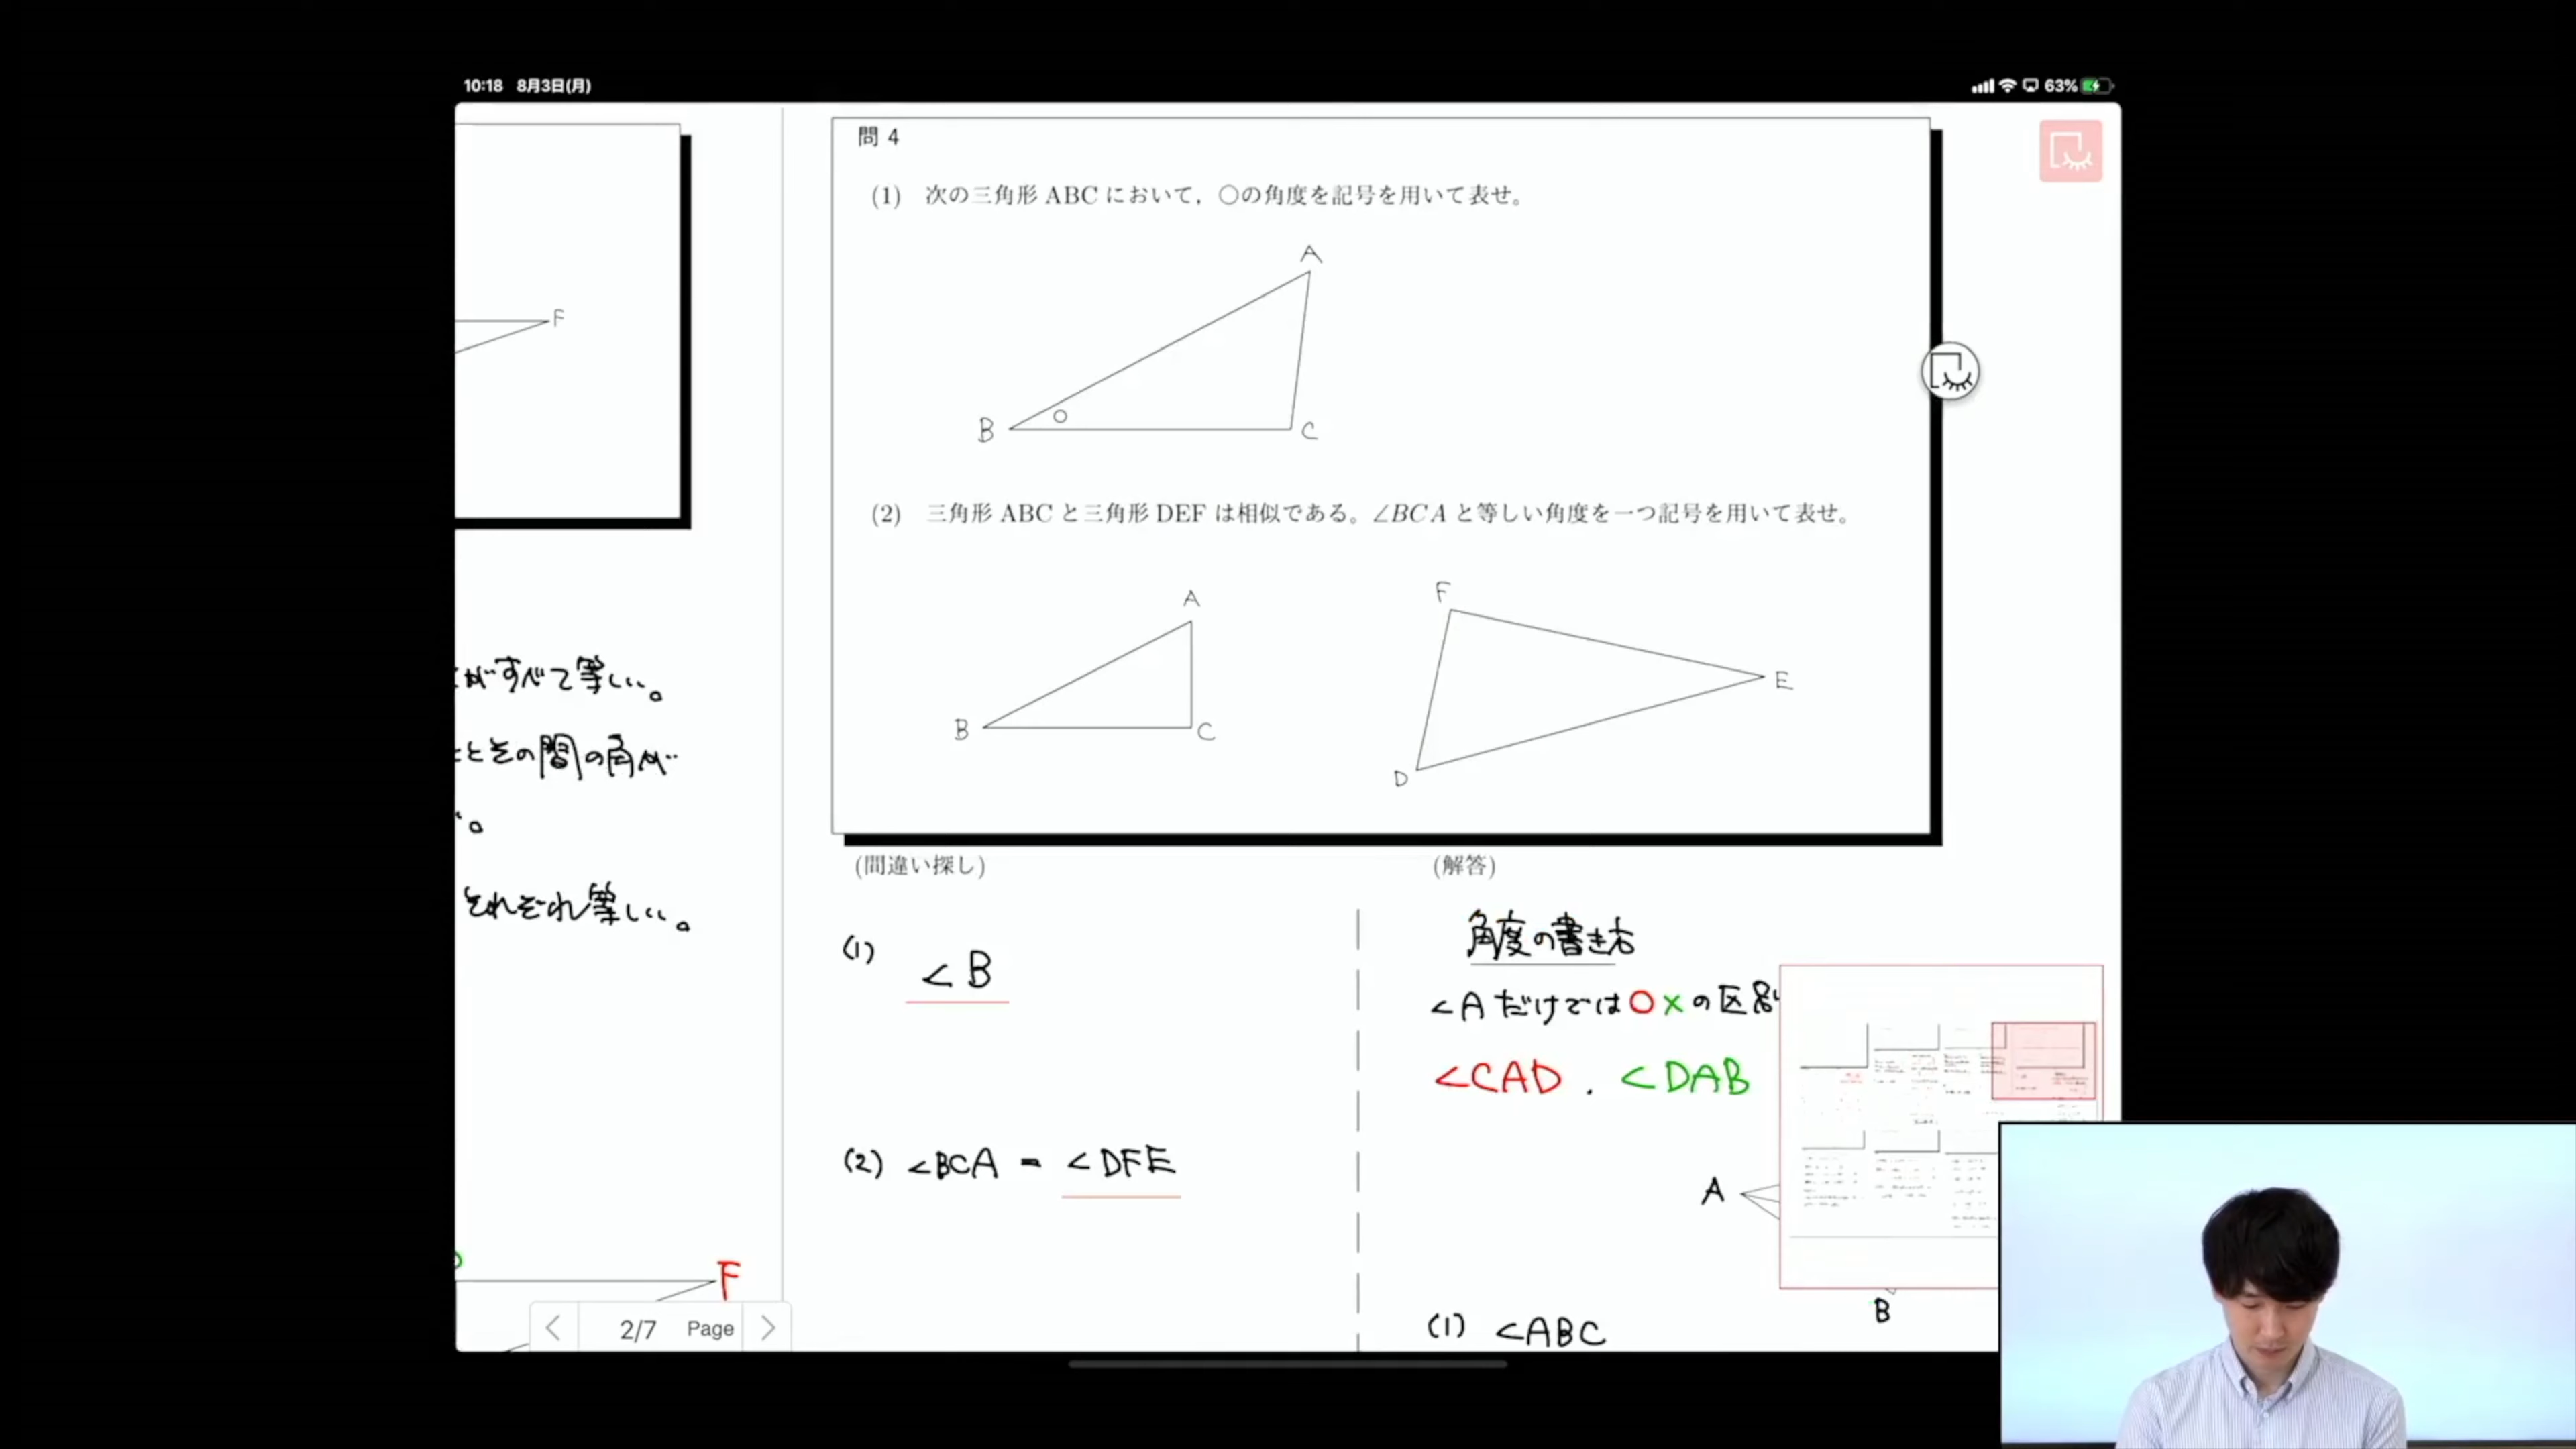 10:18 8月3日(月)
63%
F
がすべて等しい。
とその間の角が
。
それぞれ等しい。
F
2/7 Page
問 4
(1) 次の三角形 ABC において，○の角度を記号を用いて表せ。
A
B
C
(2) 三角形 ABC と三角形 DEF は相似である。∠BCA と等しい角度を一つ記号を用いて表せ。
A
B
C
F
E
D
(間違い探し)
(1) ∠B
(2) ∠BCA = ∠DFE
(解答)
角度の書き方
∠Aだけでは○×の区別
∠CAD . ∠DAB
A
B
(1) ∠ABC